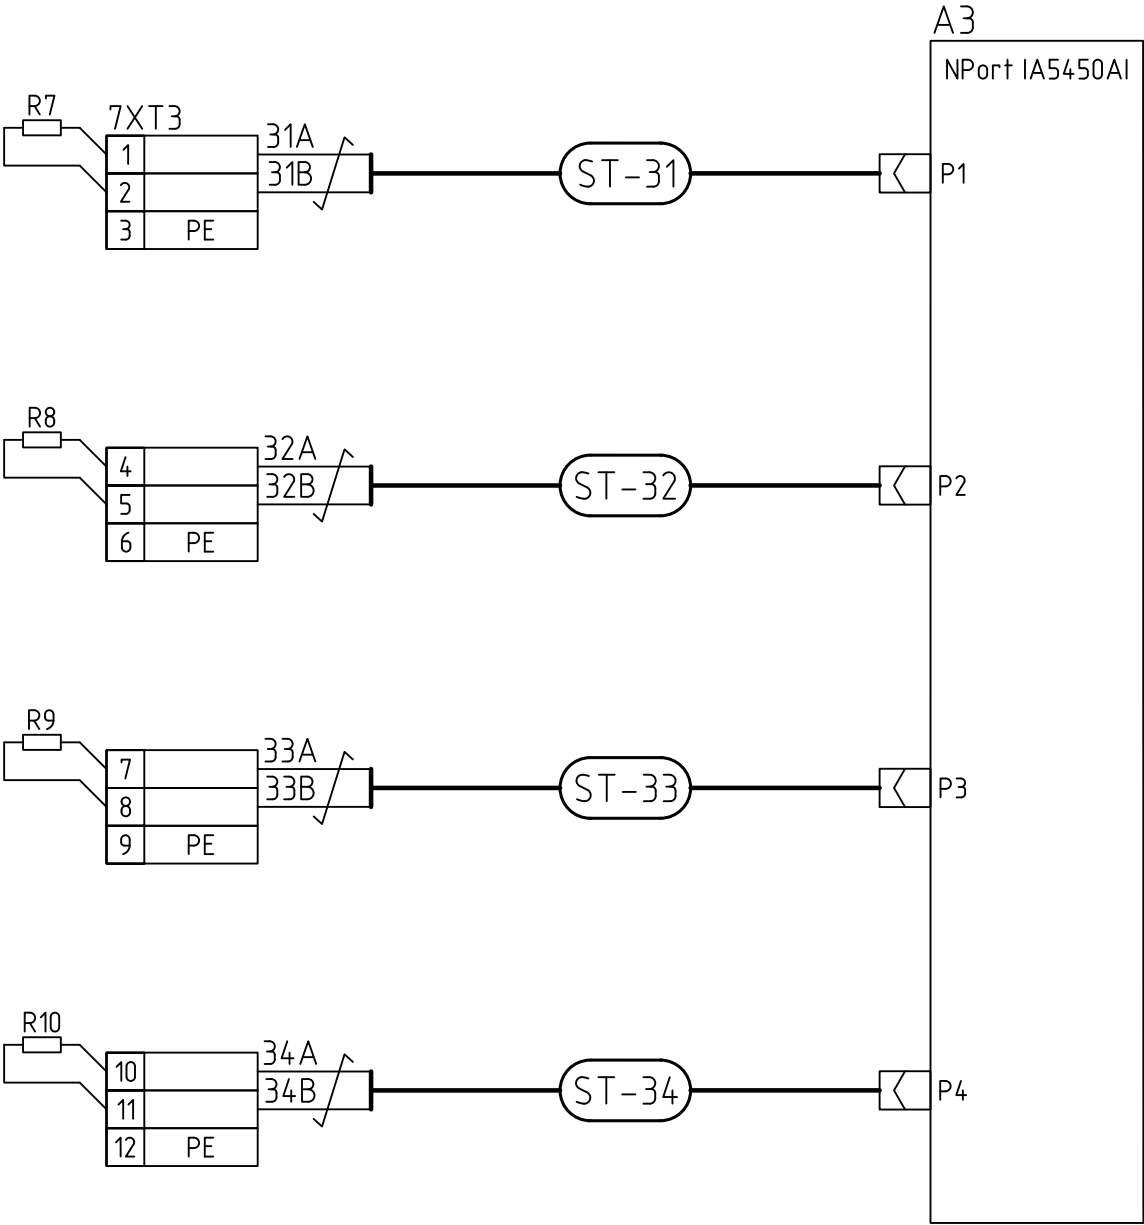 A3
NPort IA5450AI
R7
7XT3
31A
1
31B
ST-31
P1
2
3 PE
R8
32A
4
32B
ST-32
P2
5
6 PE
R9
33A
7
33B
ST-33
P3
8
9 PE
R10
34A
10
34B
ST-34
P4
11
12 PE